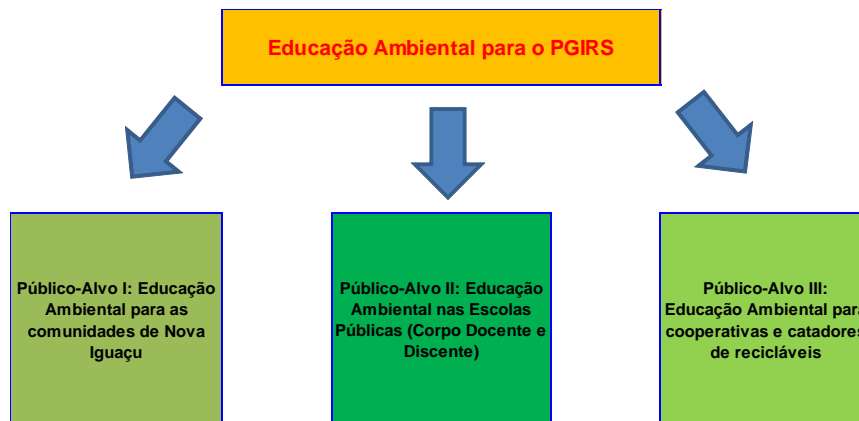 Educação Ambiental para o PGIRS
Público-Alvo I: Educação
Ambiental para as
comunidades de Nova
Iguaçu
Público-Alvo II: Educação
Ambiental nas Escolas
Públicas (Corpo Docente e
Discente)
Público-Alvo III:
Educação Ambiental para
cooperativas e catadores
de recicláveis